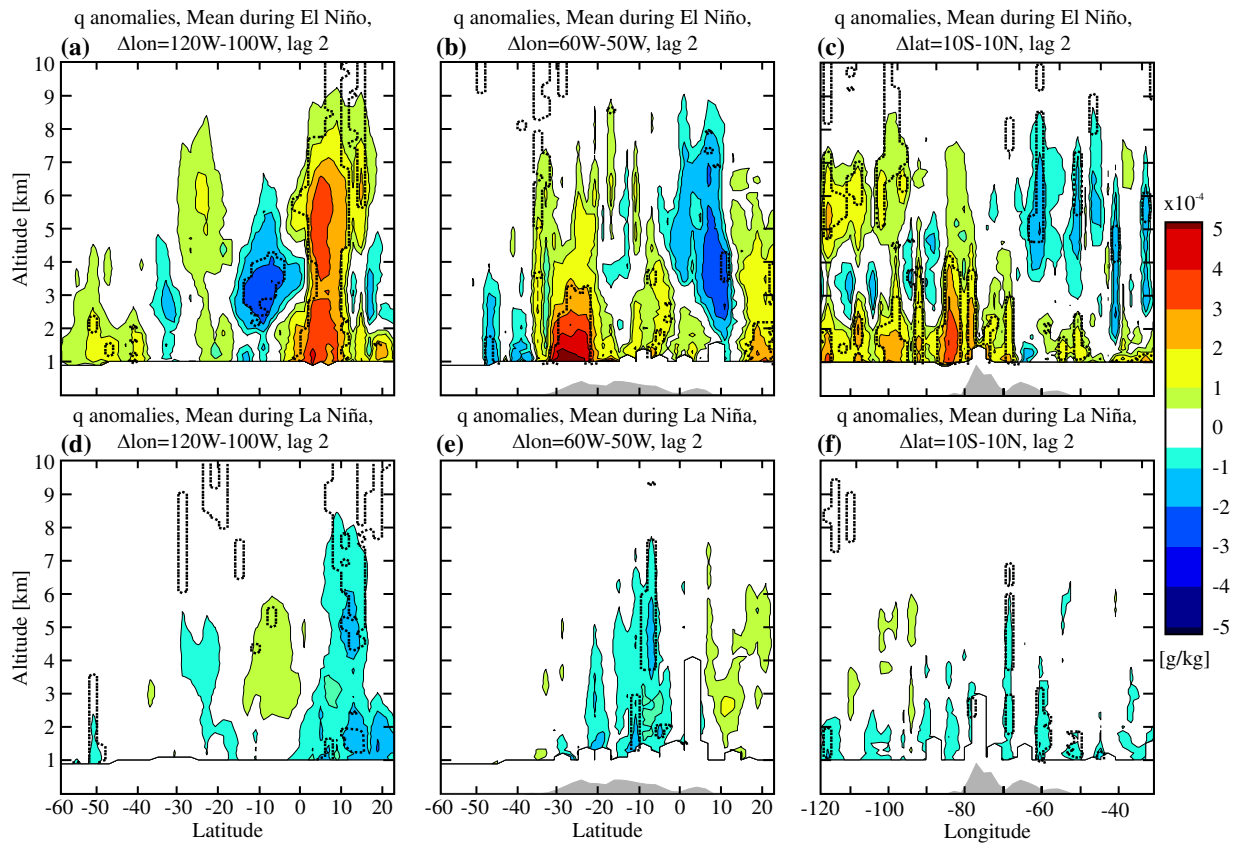 q anomalies, Mean during El Niño,
(a) Δlon=120W-100W, lag 2
q anomalies, Mean during El Niño,
(b) Δlon=60W-50W, lag 2
q anomalies, Mean during El Niño,
(c) Δlat=10S-10N, lag 2
Altitude [km]
10
9
8
7
6
5
4
3
2
1
x10⁻⁴
5
4
3
2
1
0
-1
-2
-3
-4
-5
[g/kg]
q anomalies, Mean during La Niña,
(d) Δlon=120W-100W, lag 2
q anomalies, Mean during La Niña,
(e) Δlon=60W-50W, lag 2
q anomalies, Mean during La Niña,
(f) Δlat=10S-10N, lag 2
Altitude [km]
10
9
8
7
6
5
4
3
2
1
-60 -50 -40 -30 -20 -10 0 10 20
Latitude
-60 -50 -40 -30 -20 -10 0 10 20
Latitude
-120 -100 -80 -60 -40
Longitude